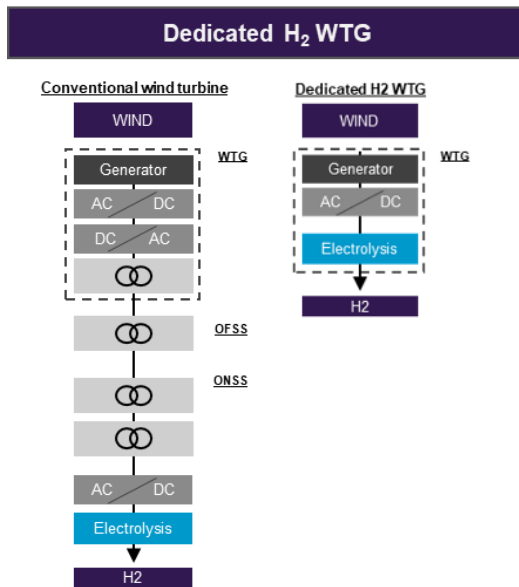 Dedicated H₂ WTG
Conventional wind turbine
WIND
WTG
Generator
AC DC
DC AC
OFSS
ONSS
AC DC
Electrolysis
H2
Dedicated H2 WTG
WIND
WTG
Generator
AC DC
Electrolysis
H2